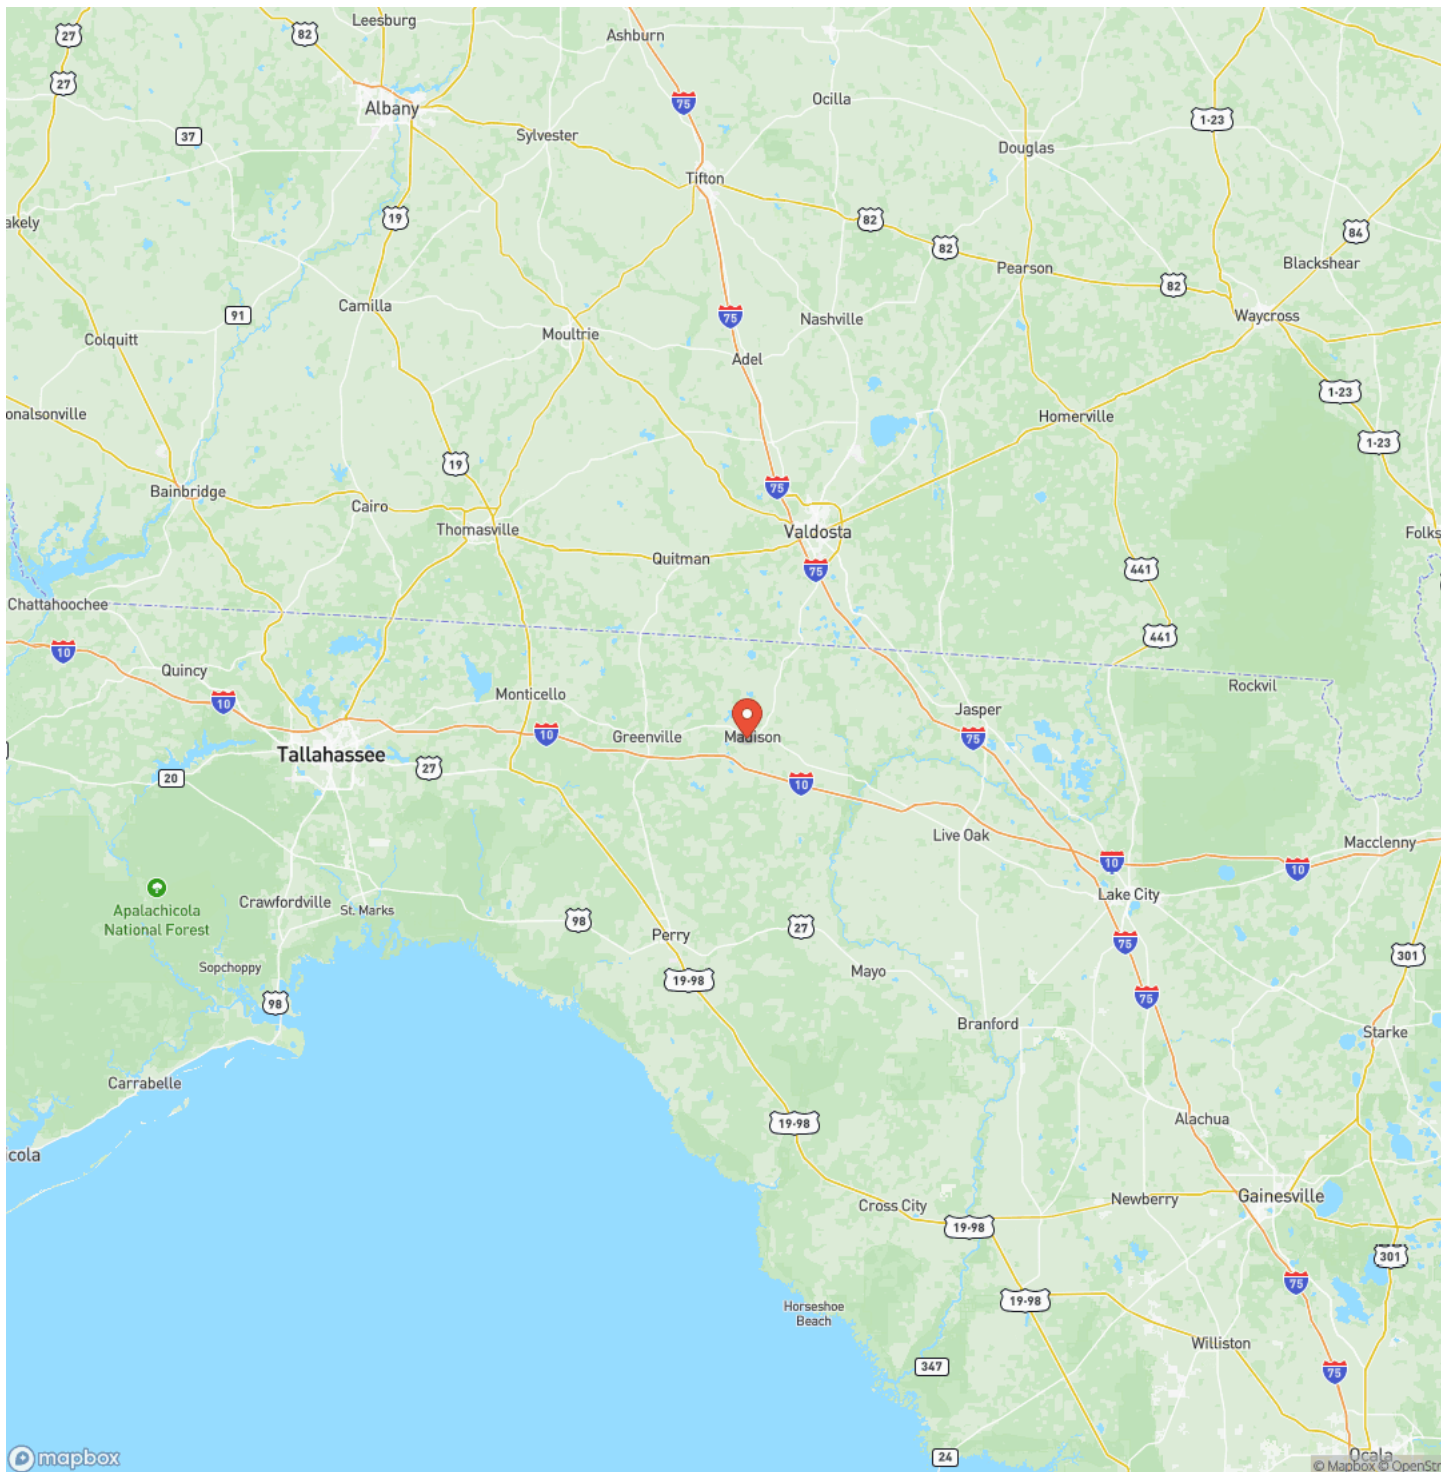 Leesburg
27
82
Ashburn
27
75
Albany
Ocilla
1-23
37
Sylvester
Douglas
Tifton
akely
19
82
84
82
Blackshear
Pearson
82
Camilla
91
75
Nashville
Waycross
Colquitt
Moultrie
Adel
1-23
onalsonville
Homerville
1-23
19
75
Bainbridge
Cairo
Thomasville
Valdosta
Folks
Quitman
75
441
Chattahoochee
441
10
Quincy
Rockvil
10
Monticello
Jasper
10
Greenville
Madison
75
Tallahassee
27
20
10
Live Oak
Macclenny
10
10
Lake City
Apalachicola
National Forest
Crawfordville
St. Marks
98
27
Perry
75
301
Sopchoppy
19-98
Mayo
98
75
Branford
Starke
Carrabelle
19-98
Alachua
cola
Gainesville
Newberry
Cross City
19-98
301
75
19-98
Horseshoe
Beach
Williston
347
75
24
Ocala
mapbox
© Mapbox © OpenStr